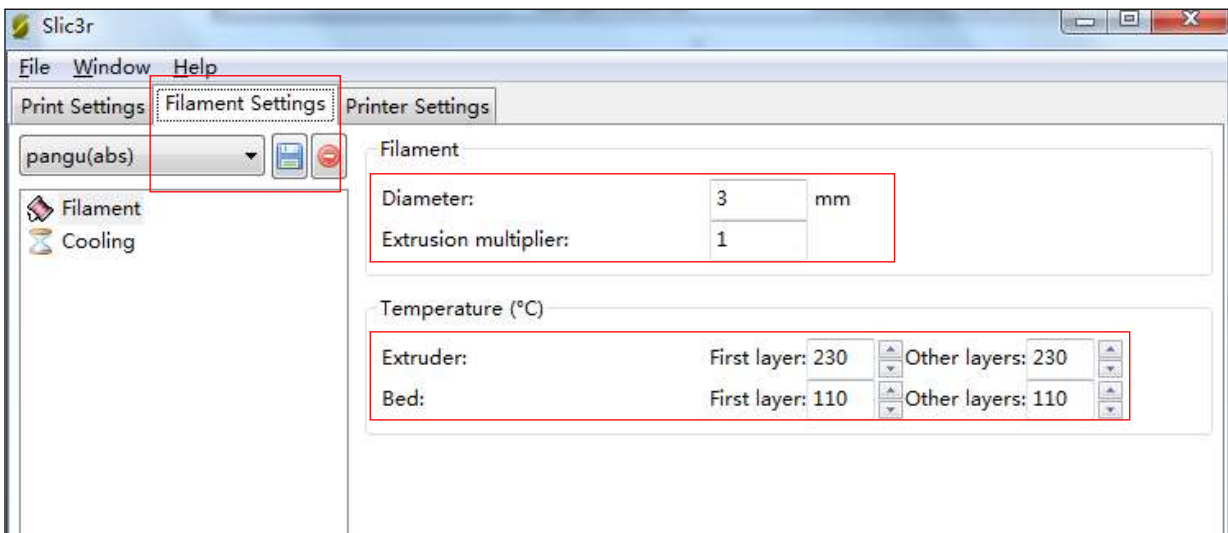 Slic3r
File Window Help
Print Settings Filament Settings Printer Settings
pangu(abs)
Filament
Cooling
Filament
Diameter: 3 mm
Extrusion multiplier: 1
Temperature (°C)
Extruder: First layer: 230 Other layers: 230
Bed: First layer: 110 Other layers: 110